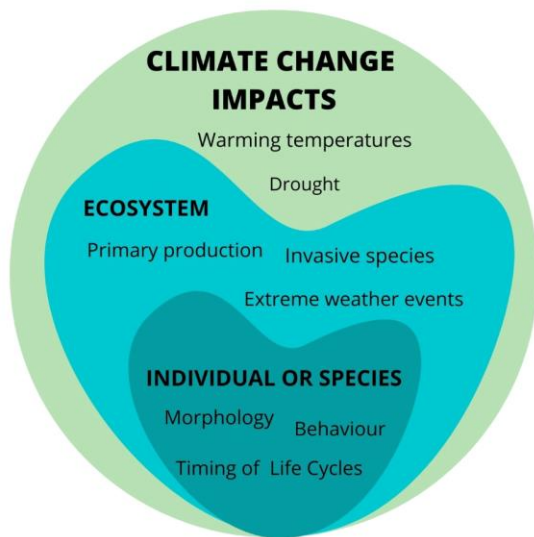 CLIMATE CHANGE
IMPACTS
Warming temperatures
Drought
ECOSYSTEM
Primary production
Invasive species
Extreme weather events
INDIVIDUAL OR SPECIES
Morphology
Behaviour
Timing of Life Cycles